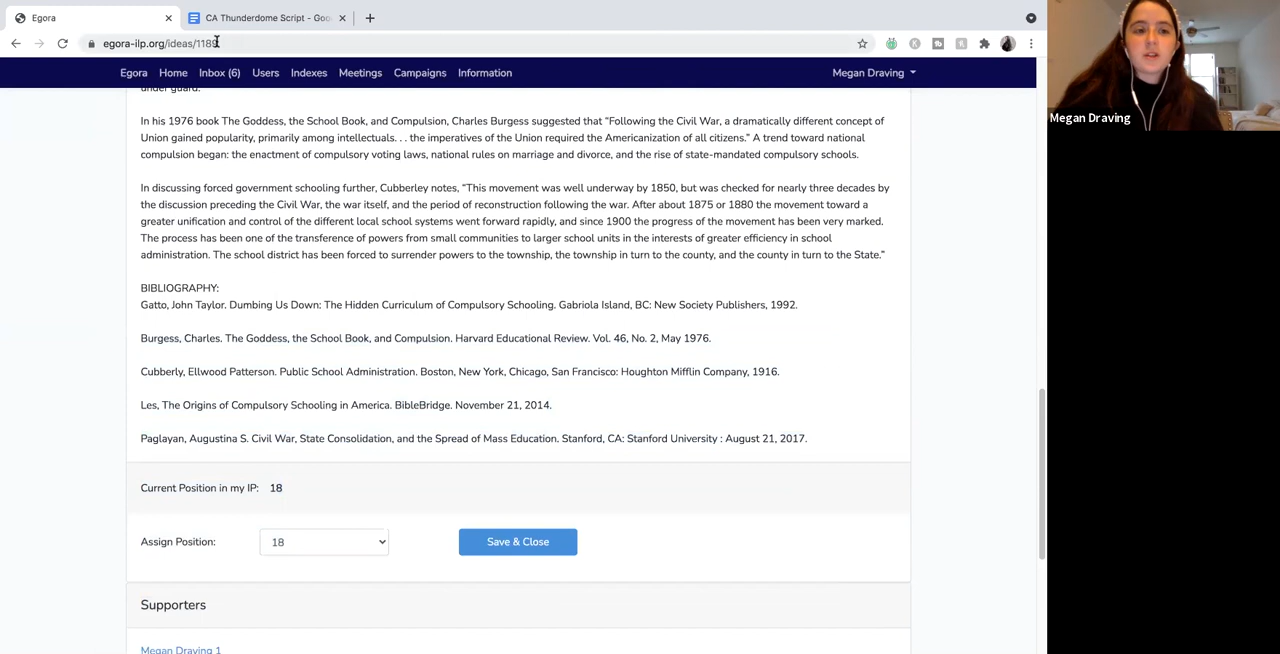 Egora
CA Thunderdome Script - Goo
egora-ilp.org/ideas/1189
Egora Home Inbox (6) Users Indexes Meetings Campaigns Information Megan Draving
under guard.
In his 1976 book The Goddess, the School Book, and Compulsion, Charles Burgess suggested that “Following the Civil War, a dramatically different concept of
Union gained popularity, primarily among intellectuals. . . the imperatives of the Union required the Americanization of all citizens.” A trend toward national
compulsion began: the enactment of compulsory voting laws, national rules on marriage and divorce, and the rise of state-mandated compulsory schools.
In discussing forced government schooling further, Cubberley notes, “This movement was well underway by 1850, but was checked for nearly three decades by
the discussion preceding the Civil War, the war itself, and the period of reconstruction following the war. After about 1875 or 1880 the movement toward a
greater unification and control of the different local school systems went forward rapidly, and since 1900 the progress of the movement has been very marked.
The process has been one of the transference of powers from small communities to larger school units in the interests of greater efficiency in school
administration. The school district has been forced to surrender powers to the township, the township in turn to the county, and the county in turn to the State.”
BIBLIOGRAPHY:
Gatto, John Taylor. Dumbing Us Down: The Hidden Curriculum of Compulsory Schooling. Gabriola Island, BC: New Society Publishers, 1992.
Burgess, Charles. The Goddess, the School Book, and Compulsion. Harvard Educational Review. Vol. 46, No. 2, May 1976.
Cubberly, Ellwood Patterson. Public School Administration. Boston, New York, Chicago, San Francisco: Houghton Mifflin Company, 1916.
Les, The Origins of Compulsory Schooling in America. BibleBridge. November 21, 2014.
Paglayan, Augustina S. Civil War, State Consolidation, and the Spread of Mass Education. Stanford, CA: Stanford University : August 21, 2017.
Current Position in my IP: 18
Assign Position: 18 Save & Close
Supporters
Megan Draving 1
Megan Draving